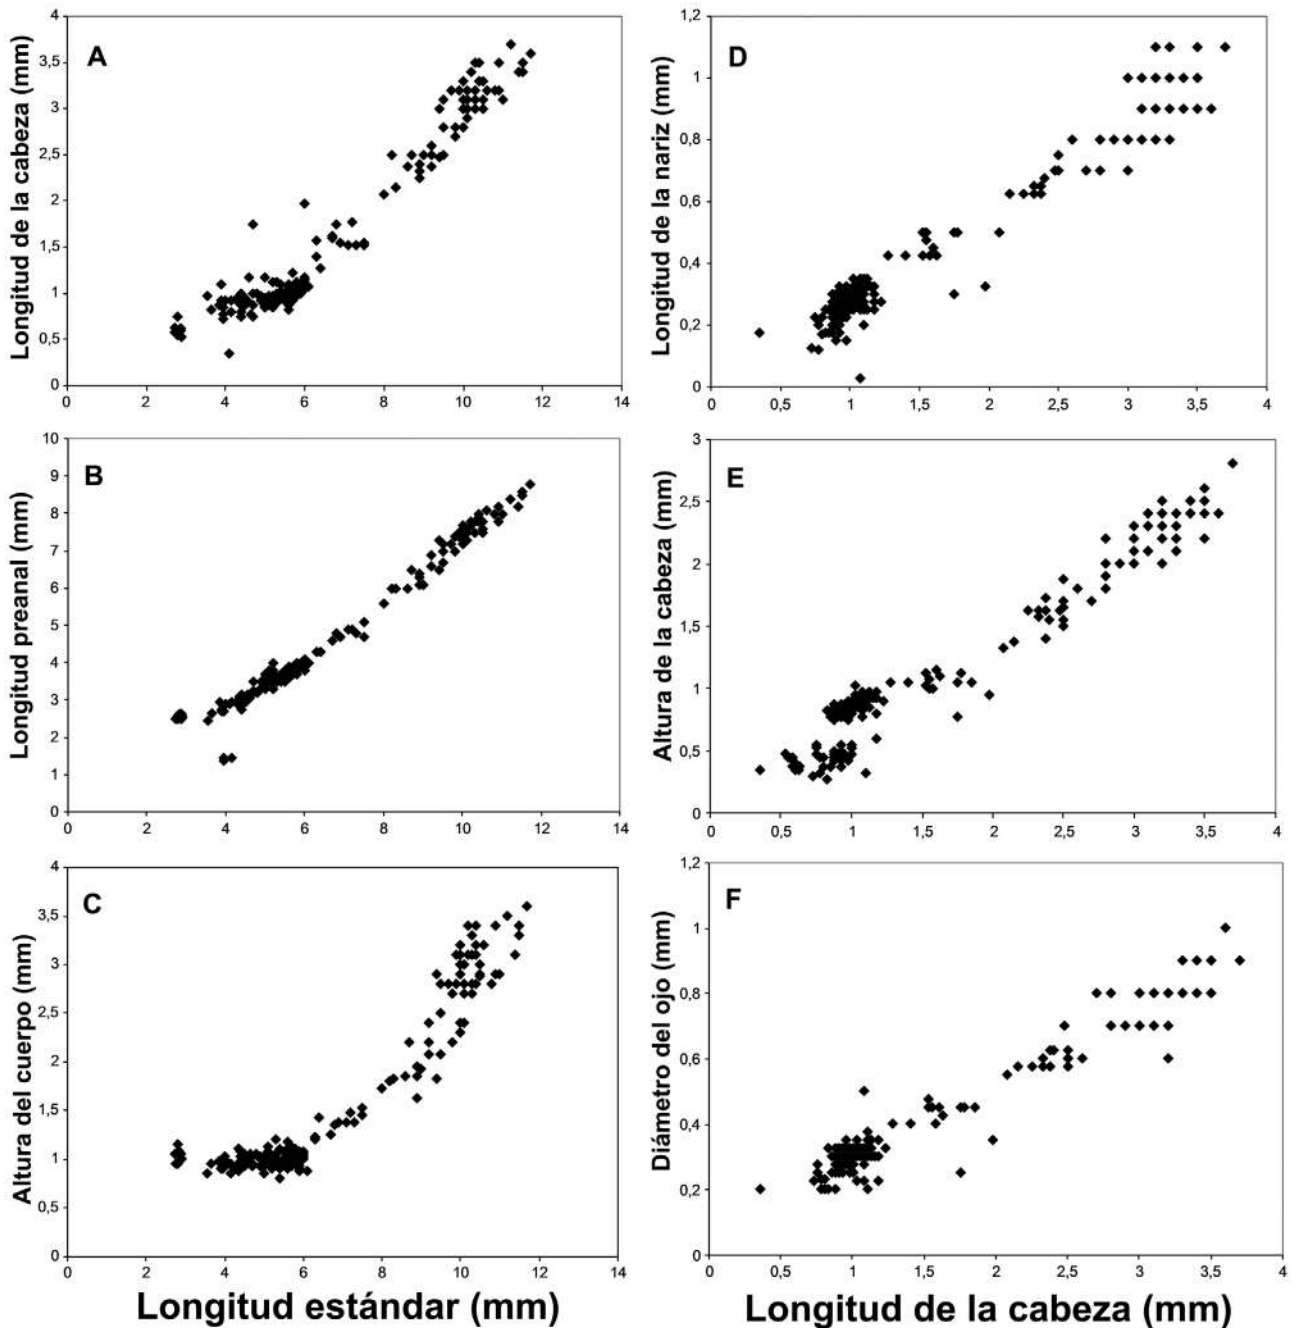 A
Longitud de la cabeza (mm)
4
3,5
3
2,5
2
1,5
1
0,5
0
0 2 4 6 8 10 12 14
D
Longitud de la nariz (mm)
1,2
1
0,8
0,6
0,4
0,2
0
0 0,5 1 1,5 2 2,5 3 3,5 4
B
Longitud preanal (mm)
10
9
8
7
6
5
4
3
2
1
0
0 2 4 6 8 10 12 14
E
Altura de la cabeza (mm)
3
2,5
2
1,5
1
0,5
0
0 0,5 1 1,5 2 2,5 3 3,5 4
C
Altura del cuerpo (mm)
4
3,5
3
2,5
2
1,5
1
0,5
0
0 2 4 6 8 10 12 14
Longitud estándar (mm)
F
Diámetro del ojo (mm)
1,2
1
0,8
0,6
0,4
0,2
0
0 0,5 1 1,5 2 2,5 3 3,5 4
Longitud de la cabeza (mm)